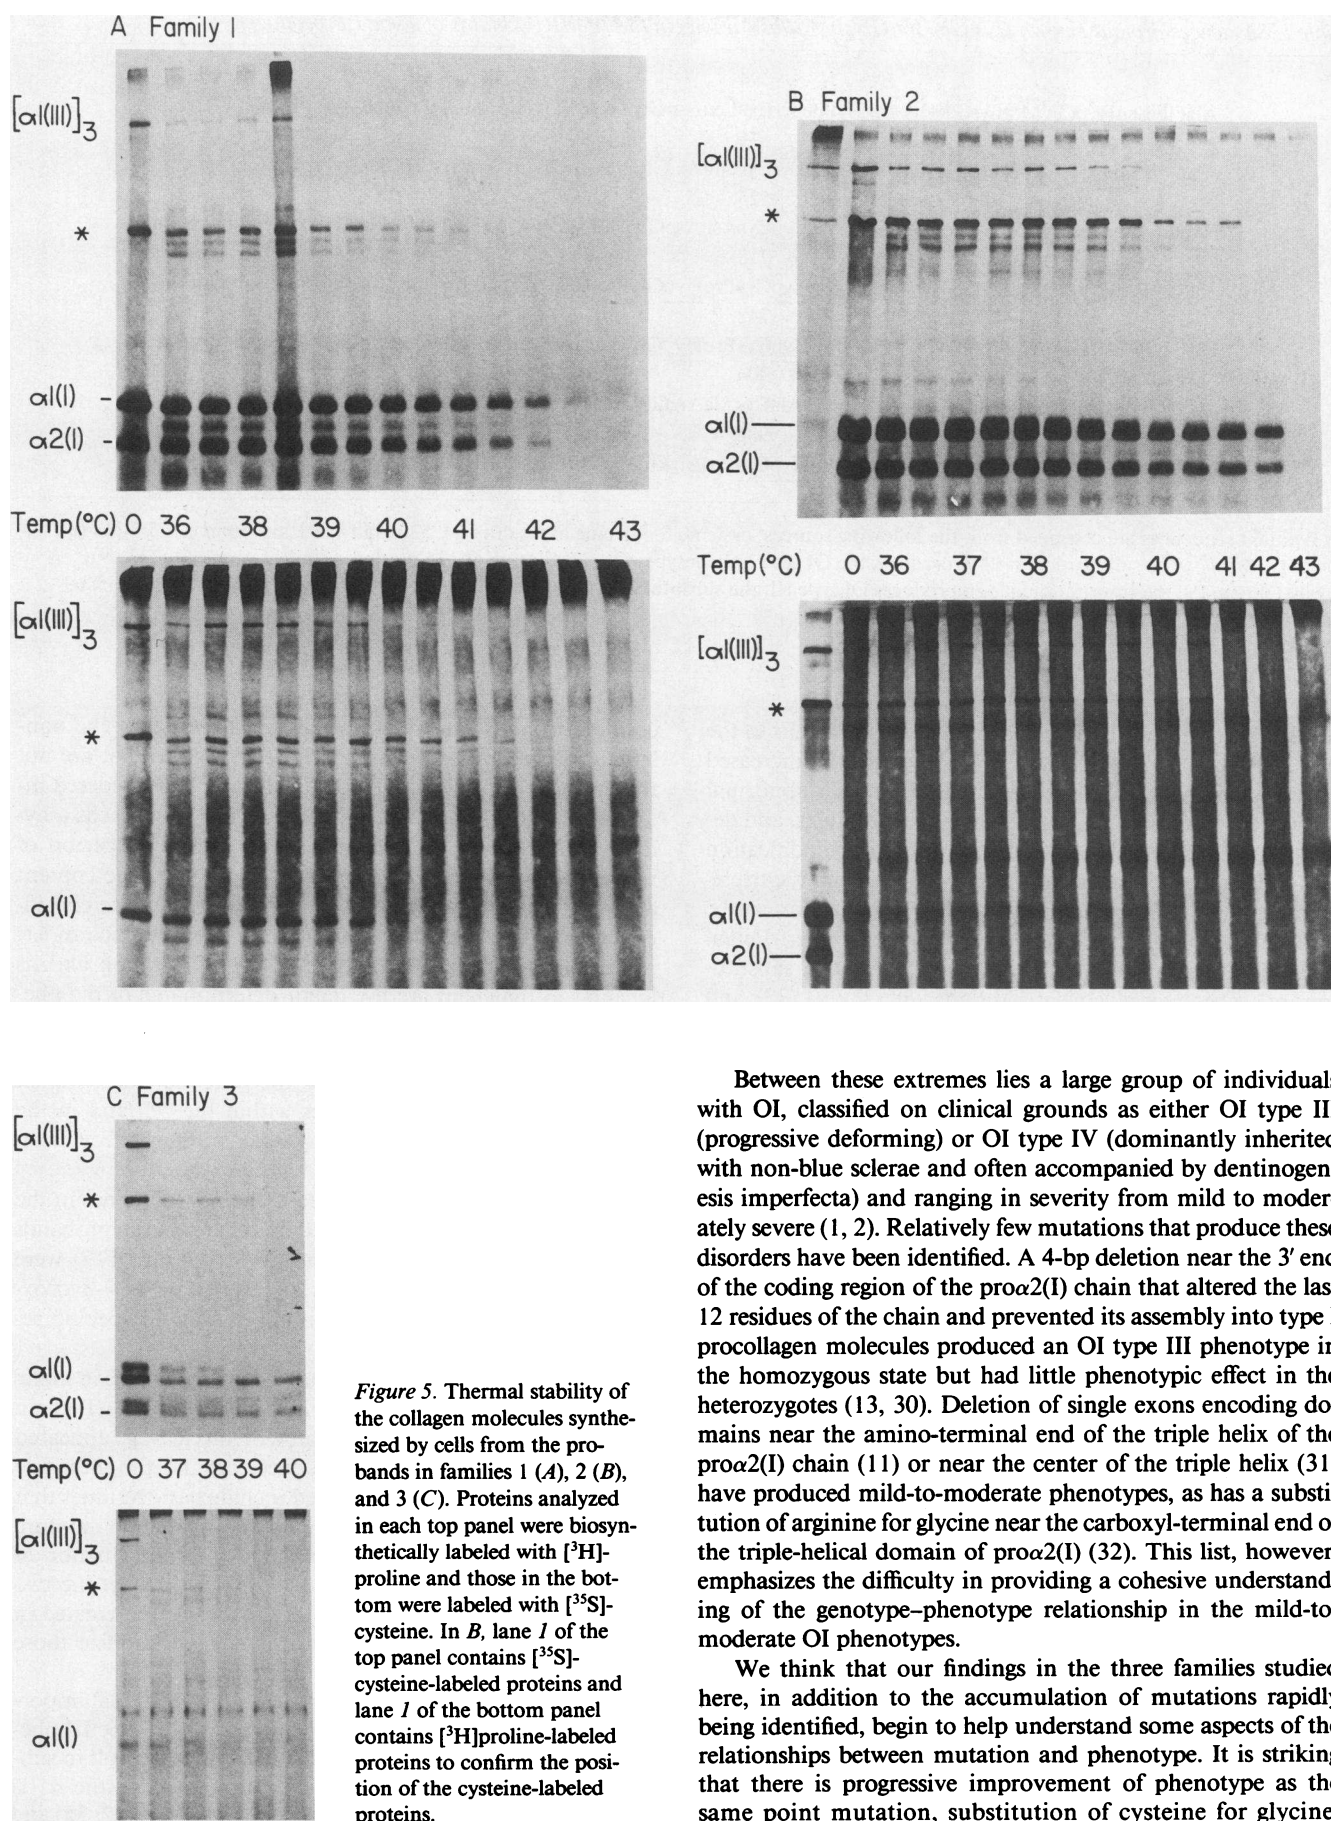 A Family 1
[α1(III)]3
*
α1(I)
α2(I)
Temp(°C) 0 36 38 39 40 41 42 43
[α1(III)]3
*
α1(I)
B Family 2
[α1(III)]3
*
α1(I)
α2(I)
Temp(°C) 0 36 37 38 39 40 41 42 43
[α1(III)]3
*
α1(I)
α2(I)
C Family 3
[α1(III)]3
*
α1(I)
α2(I)
Temp(°C) 0 37 38 39 40
[α1(III)]3
*
α1(I)
Figure 5. Thermal stability of
the collagen molecules synthe-
sized by cells from the pro-
bands in families 1 (A), 2 (B),
and 3 (C). Proteins analyzed
in each top panel were biosyn-
thetically labeled with [³H]-
proline and those in the bot-
tom were labeled with [³⁵S]-
cysteine. In B, lane 1 of the
top panel contains [³⁵S]-
cysteine-labeled proteins and
lane 1 of the bottom panel
contains [³H]proline-labeled
proteins to confirm the posi-
tion of the cysteine-labeled
proteins.
Between these extremes lies a large group of individual
with OI, classified on clinical grounds as either OI type II
(progressive deforming) or OI type IV (dominantly inherited
with non-blue sclerae and often accompanied by dentinogen
esis imperfecta) and ranging in severity from mild to moder
ately severe (1, 2). Relatively few mutations that produce these
disorders have been identified. A 4-bp deletion near the 3′ end
of the coding region of the proα2(I) chain that altered the las
12 residues of the chain and prevented its assembly into type
procollagen molecules produced an OI type III phenotype in
the homozygous state but had little phenotypic effect in the
heterozygotes (13, 30). Deletion of single exons encoding do
mains near the amino-terminal end of the triple helix of the
proα2(I) chain (11) or near the center of the triple helix (31
have produced mild-to-moderate phenotypes, as has a substi
tution of arginine for glycine near the carboxyl-terminal end o
the triple-helical domain of proα2(I) (32). This list, however
emphasizes the difficulty in providing a cohesive understand
ing of the genotype–phenotype relationship in the mild-to
moderate OI phenotypes.
We think that our findings in the three families studied
here, in addition to the accumulation of mutations rapidly
being identified, begin to help understand some aspects of the
relationships between mutation and phenotype. It is striking
that there is progressive improvement of phenotype as the
same point mutation, substitution of cysteine for glycine